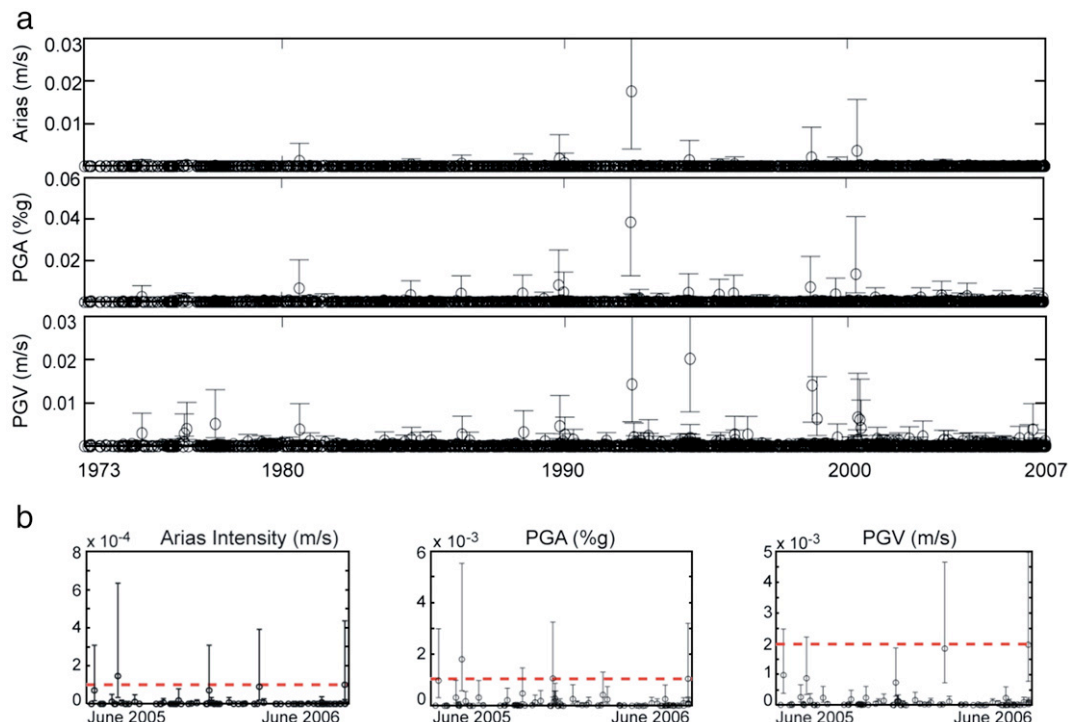 a
0.03
0.02
0.01
Arias (m/s)
0.06
0.04
0.02
PGA (%g)
0.03
0.02
0.01
PGV (m/s)
1973 1980 1990 2000 2007
b
x 10-4 Arias Intensity (m/s)
8
6
4
2
0
June 2005 June 2006
x 10-3 PGA (%g)
6
4
2
0
June 2005 June 2006
x 10-3 PGV (m/s)
5
4
3
2
2
1
0
June 2005 June 2006